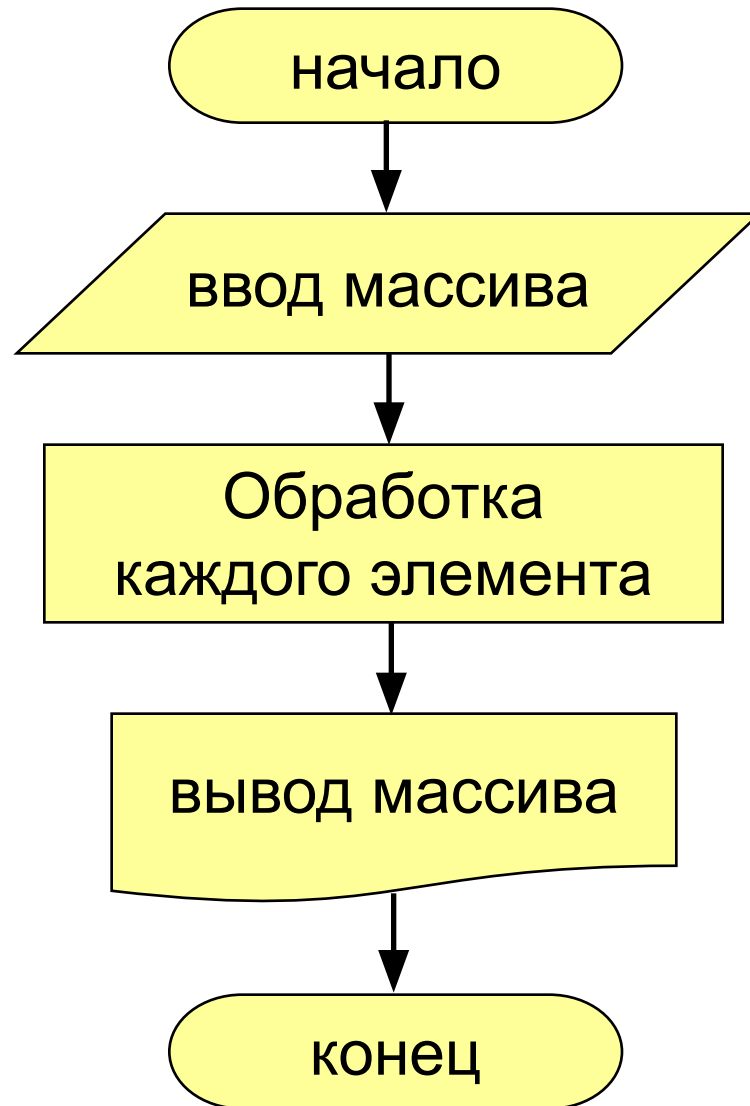 начало
ввод массива
Обработка
каждого элемента
вывод массива
конец